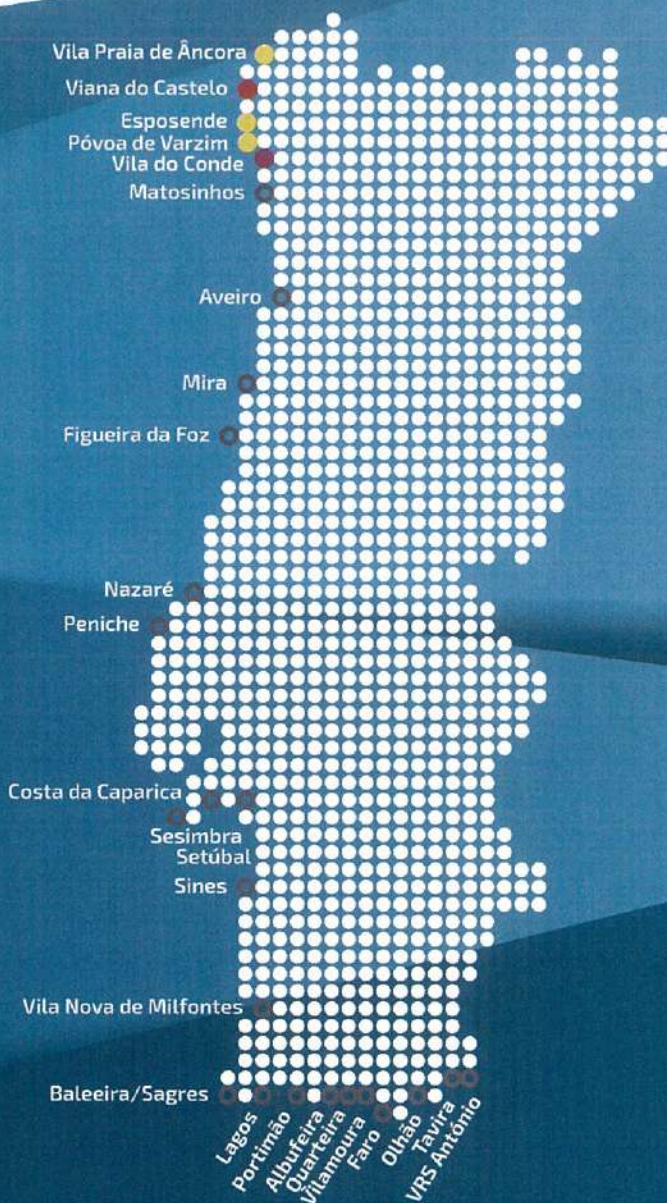 Vila Praia de Âncora
Viana do Castelo
Esposende
Póvoa de Varzim
Vila do Conde
Matosinhos
Aveiro
Mira
Figueira da Foz
Nazaré
Peniche
Costa da Caparica
Sesimbra
Setúbal
Sines
Vila Nova de Milfontes
Baleeira/Sagres
Lagos
Portimão
Albufeira
Quarteira
Vilamoura
Faro
Olhão
Tavira
VRS António